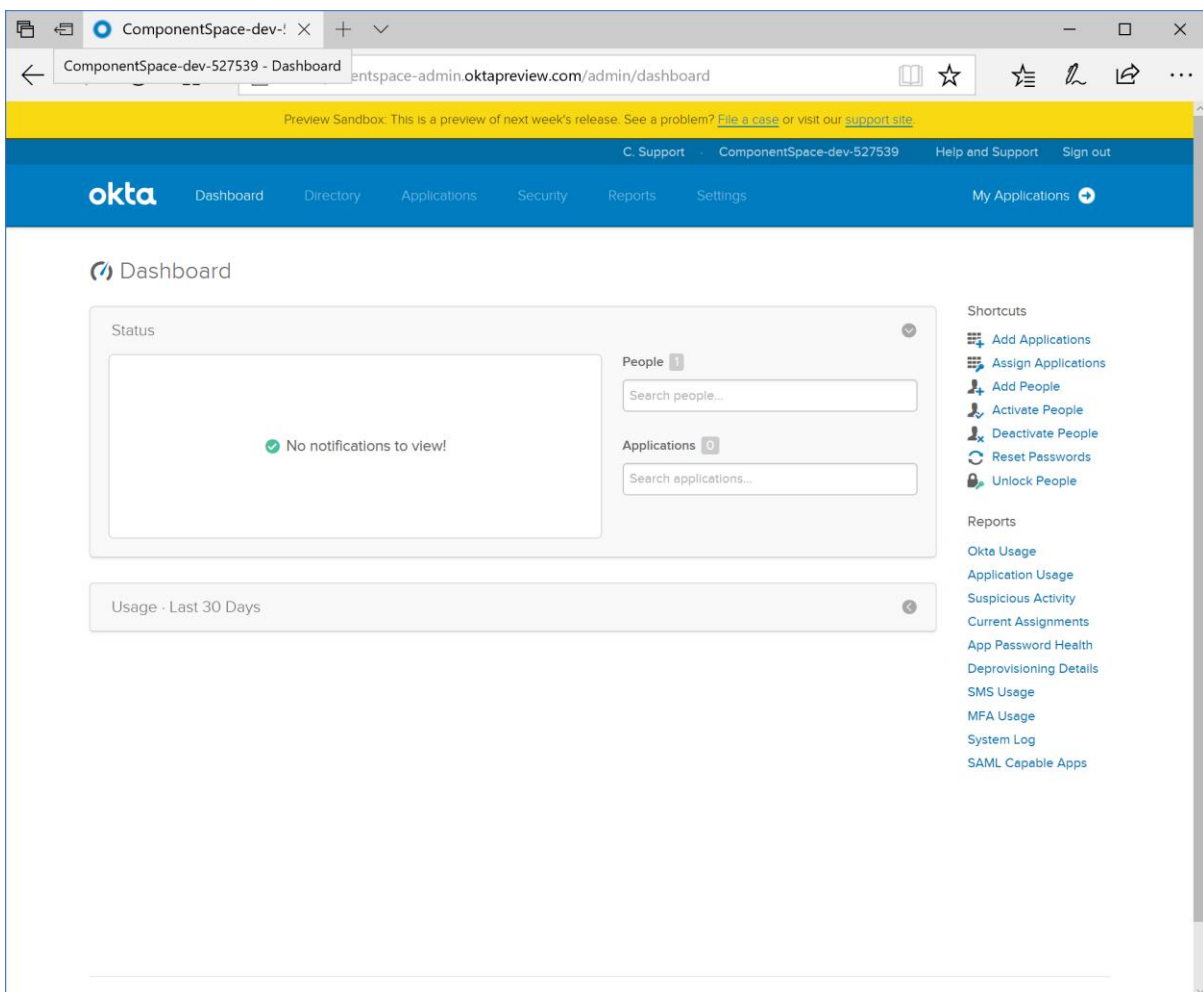 ComponentSpace-dev-!
ComponentSpace-dev-527539 - Dashboard
entspace-admin.oktapreview.com/admin/dashboard
Preview Sandbox: This is a preview of next week's release. See a problem? File a case or visit our support site.
C. Support · ComponentSpace-dev-527539 Help and Support Sign out
okta Dashboard Directory Applications Security Reports Settings My Applications
Dashboard
Status
No notifications to view!
People 1
Search people...
Applications 0
Search applications...
Usage · Last 30 Days
Shortcuts
Add Applications
Assign Applications
Add People
Activate People
Deactivate People
Reset Passwords
Unlock People
Reports
Okta Usage
Application Usage
Suspicious Activity
Current Assignments
App Password Health
Deprovisioning Details
SMS Usage
MFA Usage
System Log
SAML Capable Apps